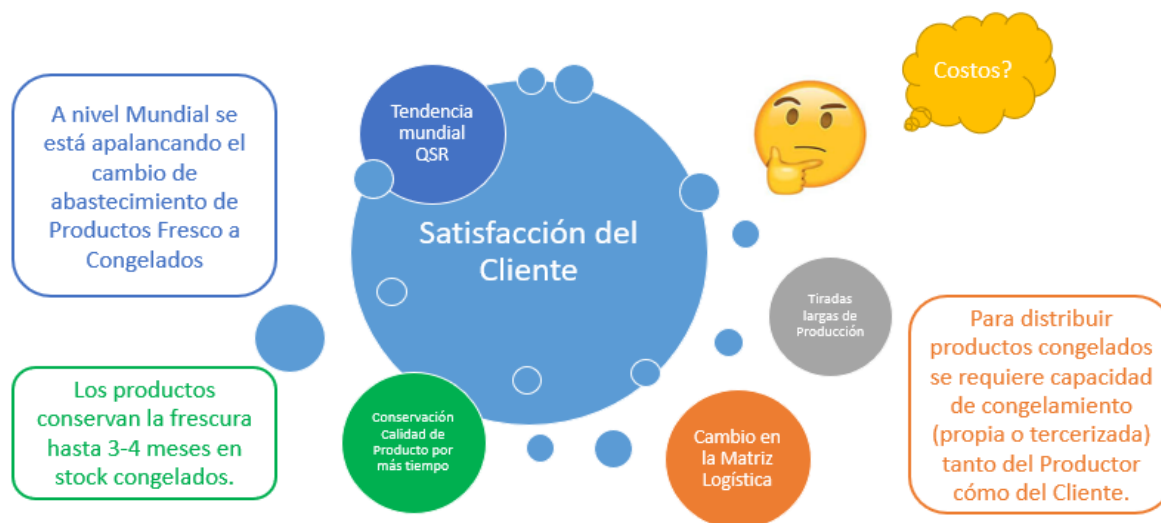 Costos?
A nivel Mundial se
está apalancando el
cambio de
abastecimiento de
Productos Fresco a
Congelados
Tendencia
mundial
QSR
Satisfacción del
Cliente
Tiradas
largas de
Producción
Para distribuir
productos congelados
se requiere capacidad
de congelamiento
(propia o tercerizada)
tanto del Productor
cómo del Cliente.
Los productos
conservan la frescura
hasta 3-4 meses en
stock congelados.
Conservación
Calidad de
Producto por
más tiempo
Cambio en
la Matriz
Logística